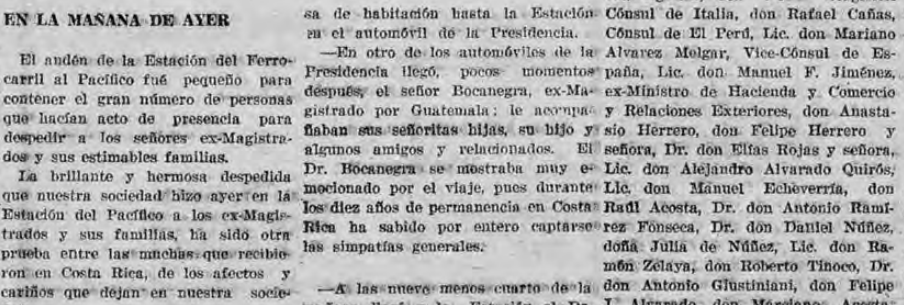 EN LA MAÑANA DE AYER
El andén de la Estación del Ferro-
carril al Pacífico fué pequeño para
contener el gran número de personas
que hacían acto de presencia para
despedir a los señores ex-Magistra-
dos y sus estimables familias.
La brillante y hermosa despedida
que nuestra sociedad hizo ayer en la
Estación del Pacífico a los ex-Magis-
trados y sus familias, ha sido otra
prueba entre las muchas que recibie-
ron en Costa Rica, de los afectos y
cariños que dejan en nuestra socie-
sa de habitación hasta la Estación
en el automóvil de la Presidencia.
—En otro de los automóviles de la
Presidencia llegó, pocos momentos
después, el señor Bocanegra, ex-Ma-
gistrado por Guatemala; le acompa-
ñaban sus señoritas hijas, su hijo y
algunos amigos y relacionados. El
Dr. Bocanegra se mostraba muy e-
mocionado por el viaje, pues durante
los diez años de permanencia en Costa
Rica ha sabido por entero captarse
las simpatías generales.
—A las nueve menos cuarto de la
Cónsul de Italia, don Rafael Cañas,
Cónsul de El Perú, Lic. don Mariano
Alvarez Melgar, Vice-Cónsul de Es-
paña, Lic. don Manuel F. Jiménez,
ex-Ministro de Hacienda y Comercio
y Relaciones Exteriores, don Anasta-
sio Herrero, don Felipe Herrero y
señora, Dr. don Elías Rojas y señora,
Lic. don Alejandro Alvarado Quirós,
Lic. don Manuel Echeverría, don
Raúl Acosta, Dr. don Antonio Ramí-
rez Fonseca, Dr. don Daniel Núñez,
doña Julia de Núñez, Lic. don Ra-
món Zelaya, don Roberto Tinoco, Dr.
don Antonio Giustiniani, don Felipe